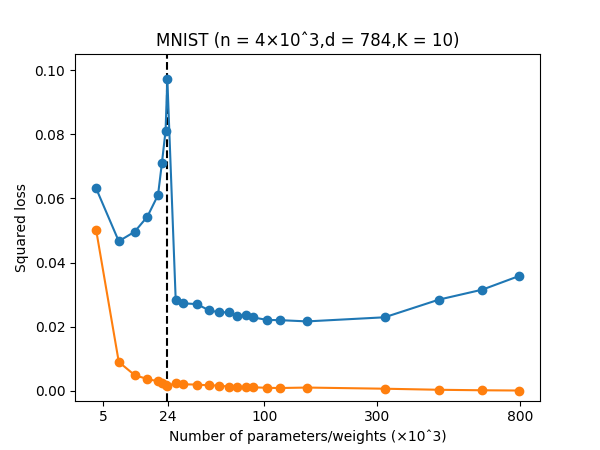 MNIST (n = 4×10ˆ3,d = 784,K = 10)
0.10
0.08
0.06
0.04
0.02
0.00
Squared loss
5 24 100 300 800
Number of parameters/weights (×10ˆ3)